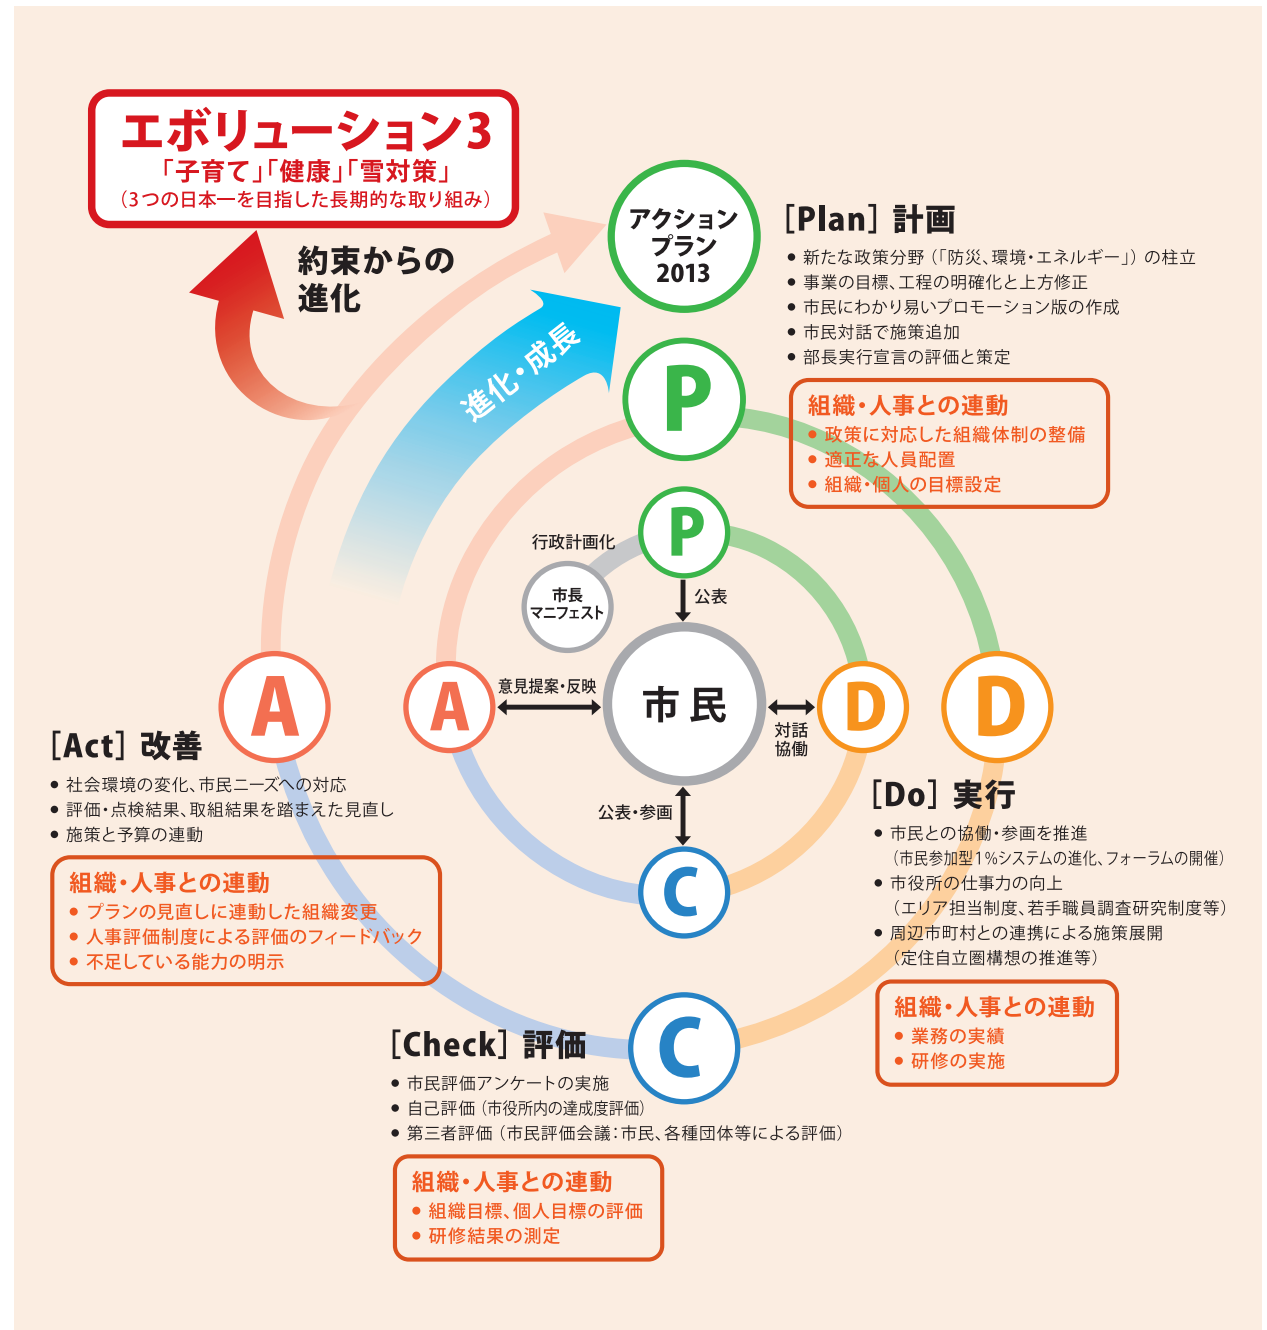 エボリューション3
「子育て」「健康」「雪対策」
（3つの日本一を目指した長期的な取り組み）
約束からの
進化
進化・成長
アクション
プラン
2013
[Plan] 計画
● 新たな政策分野（「防災、環境・エネルギー」）の柱立
● 事業の目標、工程の明確化と上方修正
● 市民にわかり易いプロモーション版の作成
● 市民対話で施策追加
● 部長実行宣言の評価と策定
組織・人事との連動
● 政策に対応した組織体制の整備
● 適正な人員配置
● 組織・個人の目標設定
P
P
行政計画化
市長
マニフェスト
公表
市民
意見提案・反映
対話
協働
公表・参画
A
A
D
D
C
C
[Act] 改善
● 社会環境の変化、市民ニーズへの対応
● 評価・点検結果、取組結果を踏まえた見直し
● 施策と予算の連動
組織・人事との連動
● プランの見直しに連動した組織変更
● 人事評価制度による評価のフィードバック
● 不足している能力の明示
[Do] 実行
● 市民との協働・参画を推進
（市民参加型1％システムの進化、フォーラムの開催）
● 市役所の仕事力の向上
（エリア担当制度、若手職員調査研究制度等）
● 周辺市町村との連携による施策展開
（定住自立圏構想の推進等）
組織・人事との連動
● 業務の実績
● 研修の実施
[Check] 評価
● 市民評価アンケートの実施
● 自己評価（市役所内の達成度評価）
● 第三者評価（市民評価会議：市民、各種団体等による評価）
組織・人事との連動
● 組織目標、個人目標の評価
● 研修結果の測定